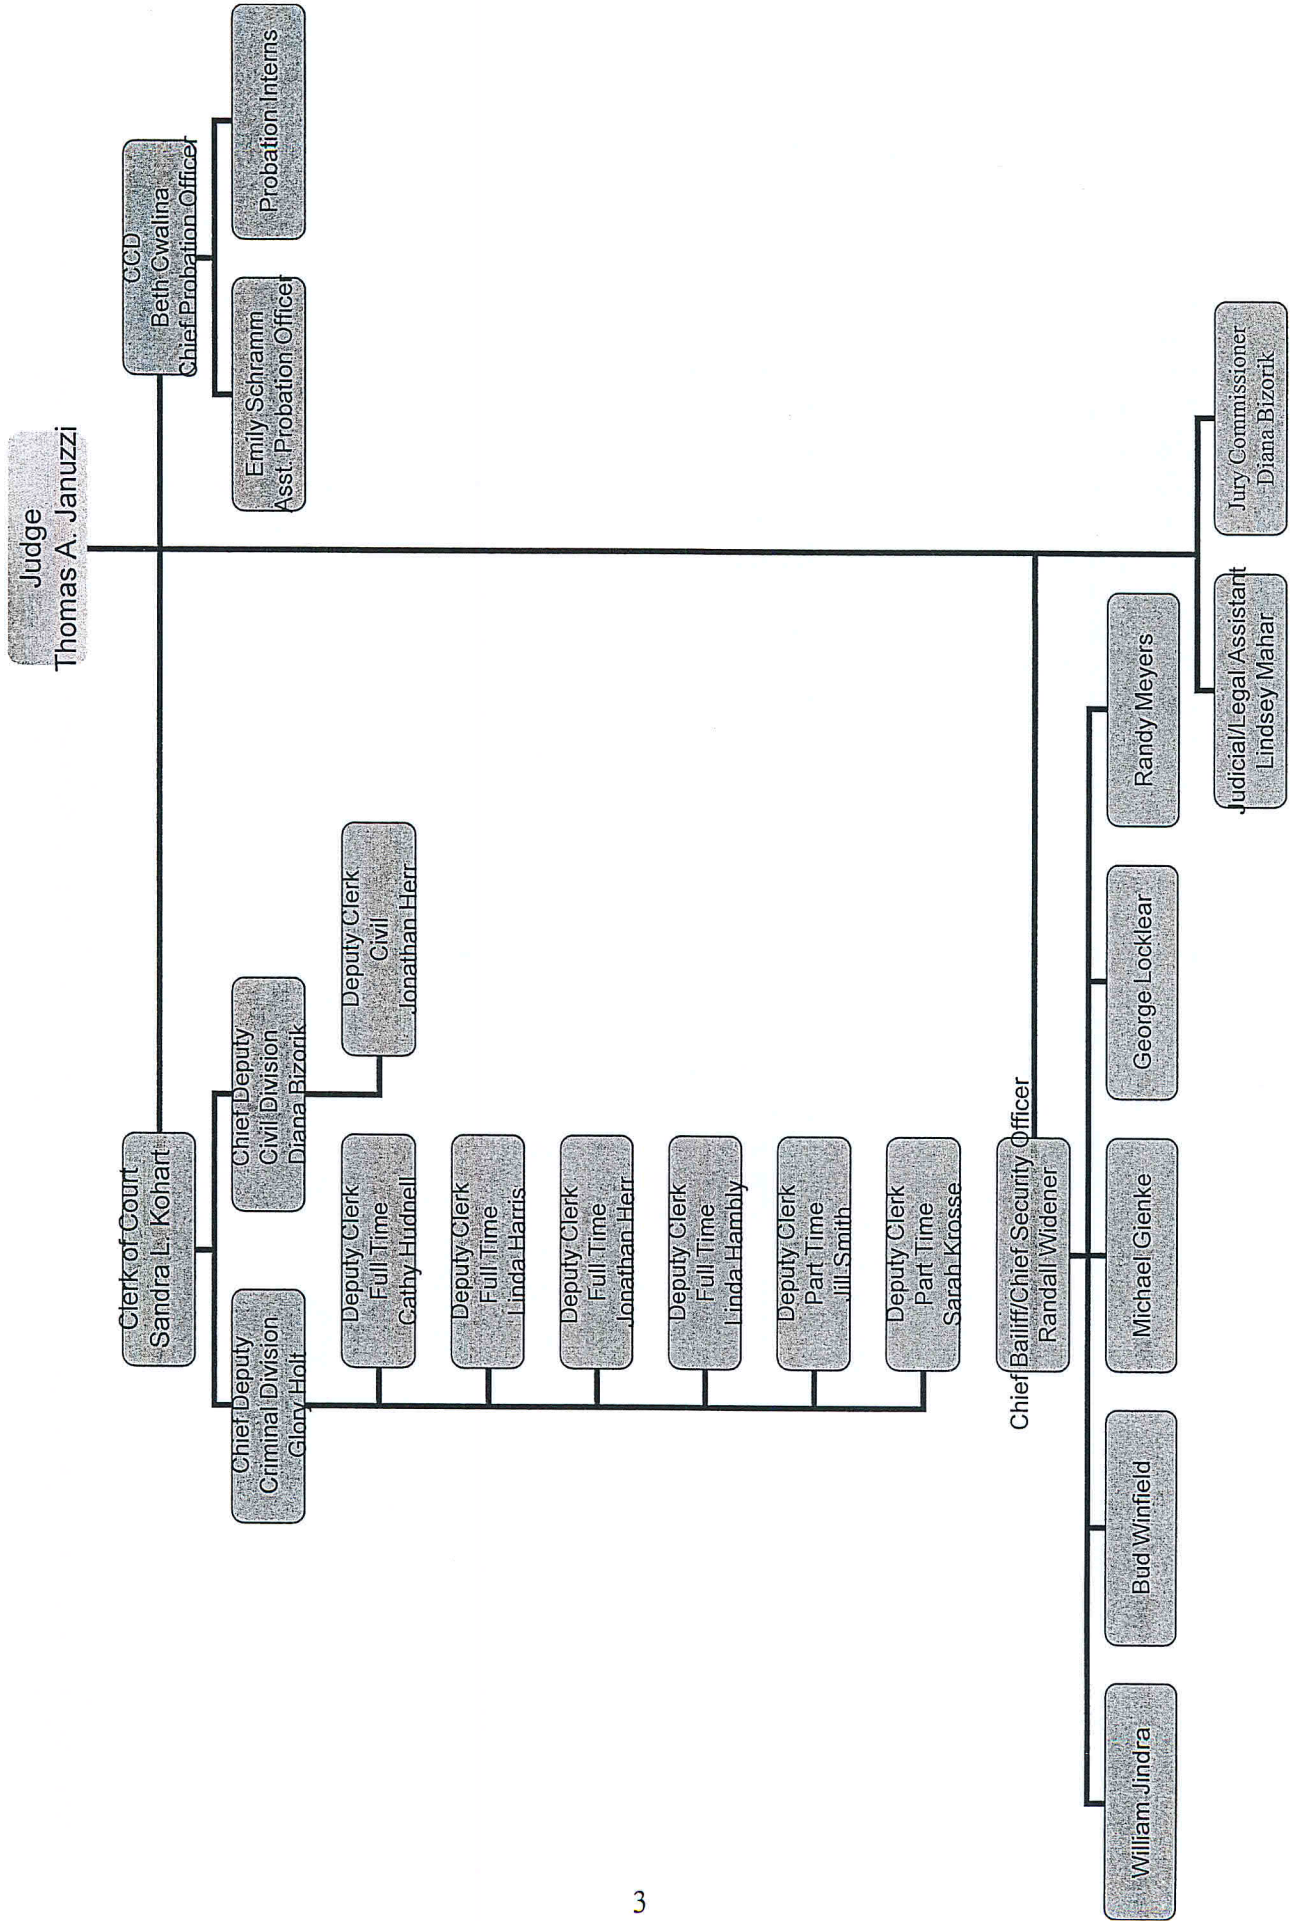 Judge
Thomas A. Januzzi
Clerk of Court
Sandra L. Kohart
CCD
Beth Cwalina
Chief Probation Officer
Chief Deputy
Criminal Division
Glory Holt
Chief Deputy
Civil Division
Diana Bizorik
Emily Schramm
Asst. Probation Officer
Probation Interns
Deputy Clerk
Full Time
Cathy Hudnell
Deputy Clerk
Civil
Jonathan Herr
Deputy Clerk
Full Time
Linda Harris
Deputy Clerk
Full Time
Jonathan Herr
Deputy Clerk
Full Time
Linda Hambly
Deputy Clerk
Part Time
Jill Smith
Deputy Clerk
Part Time
Sarah Krosse
Chief Bailiff/Chief Security Officer
Randall Widener
William Jindra
Bud Winfield
Michael Gienke
George Locklear
Randy Meyers
Judicial/Legal Assistant
Lindsey Mahar
Jury Commissioner
Diana Bizorik
3